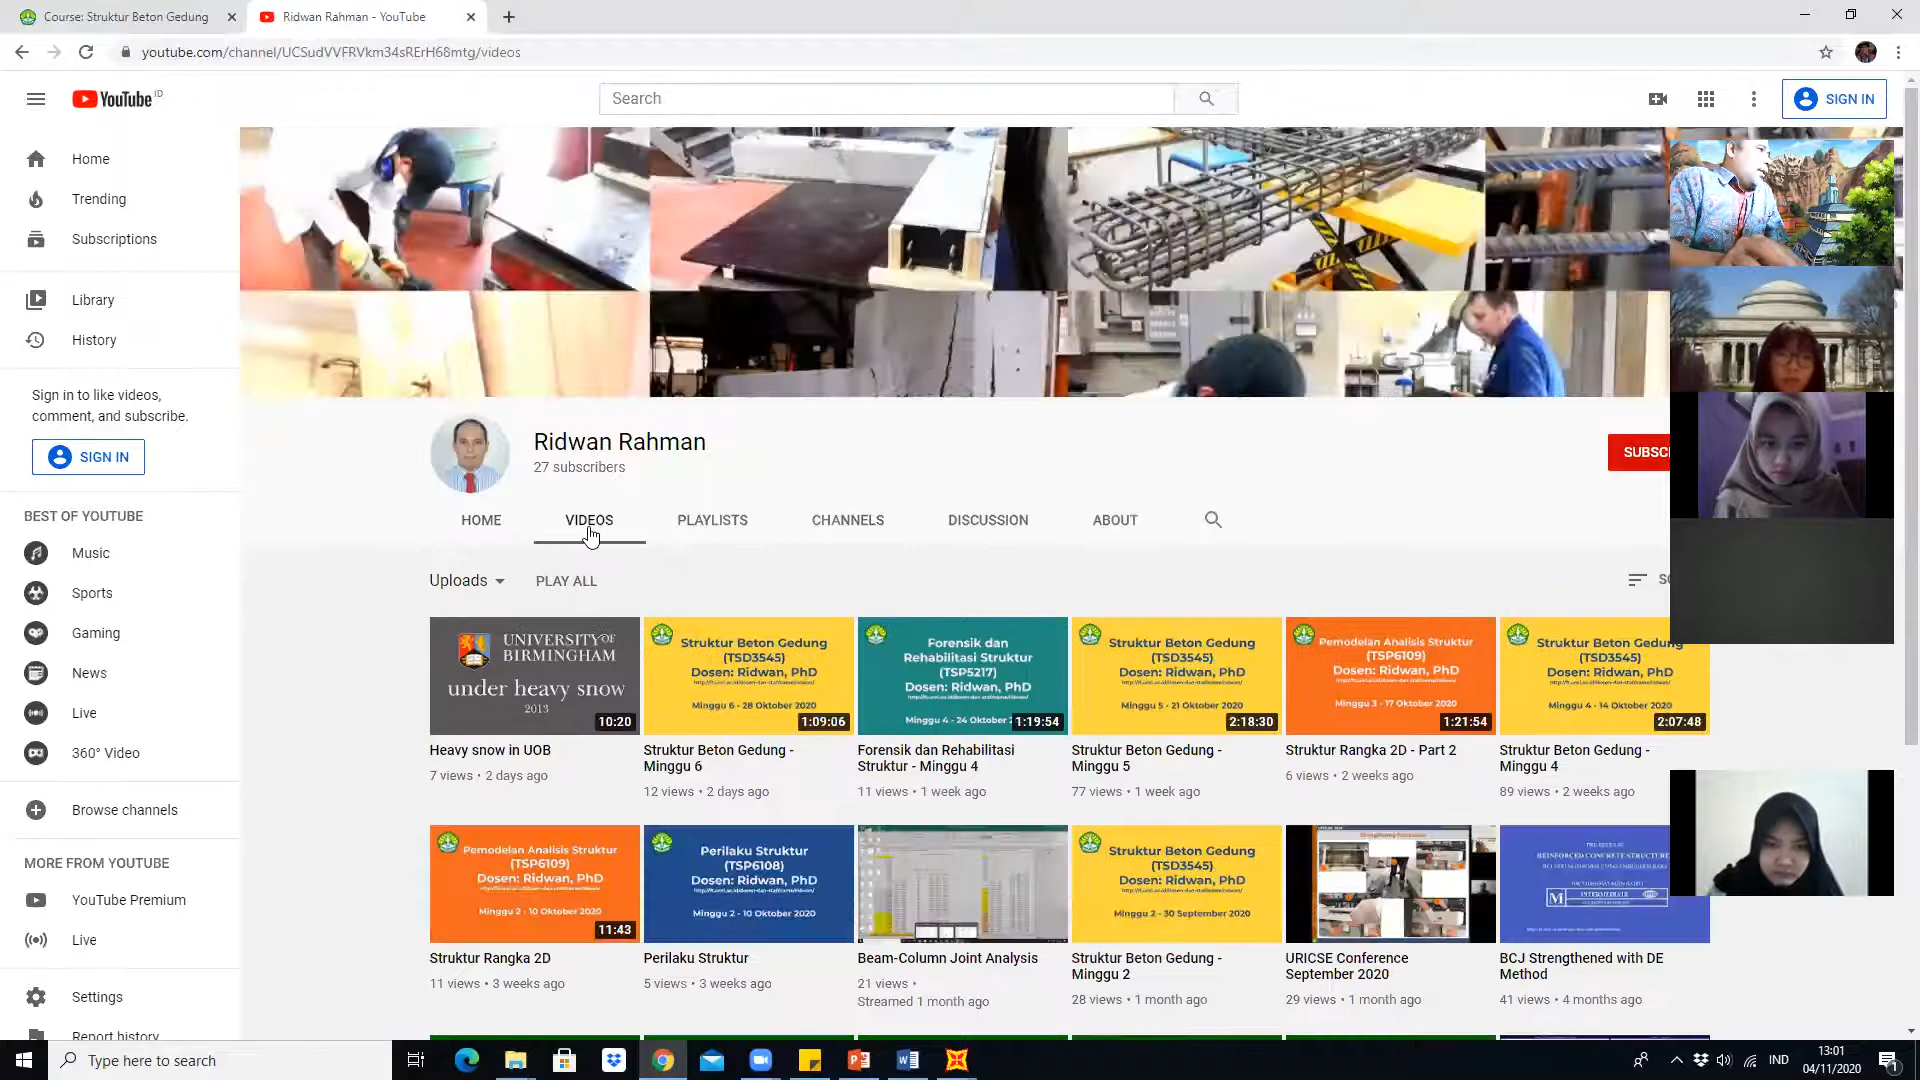 Course: Struktur Beton Gedung
Ridwan Rahman - YouTube
youtube.com/channel/UCSudVVFRVkm34sRErH68mtg/videos
YouTube ID
Search
SIGN IN
Home
Trending
Subscriptions
Library
History
Sign in to like videos,
comment, and subscribe.
SIGN IN
BEST OF YOUTUBE
Music
Sports
Gaming
News
Live
360° Video
Browse channels
MORE FROM YOUTUBE
YouTube Premium
Live
Settings
Report history
Ridwan Rahman
27 subscribers
SUBSC
HOME
VIDEOS
PLAYLISTS
CHANNELS
DISCUSSION
ABOUT
Uploads
PLAY ALL
UNIVERSITY OF
BIRMINGHAM
under heavy snow
2013
10:20
Heavy snow in UOB
7 views • 2 days ago
Struktur Beton Gedung
(TSD3545)
Dosen: Ridwan, PhD
Minggu 6 - 28 Oktober 2020
1:09:06
Struktur Beton Gedung -
Minggu 6
12 views • 2 days ago
Forensik dan
Rehabilitasi Struktur
(TSP5217)
Dosen: Ridwan, PhD
Minggu 4 - 24 Oktober
1:19:54
Forensik dan Rehabilitasi
Struktur - Minggu 4
11 views • 1 week ago
Struktur Beton Gedung
(TSD3545)
Dosen: Ridwan, PhD
Minggu 5 - 21 Oktober 2020
2:18:30
Struktur Beton Gedung -
Minggu 5
77 views • 1 week ago
Pemodelan Analisis Struktur
(TSP6109)
Dosen: Ridwan, PhD
Minggu 3 - 17 Oktober 2020
1:21:54
Struktur Rangka 2D - Part 2
6 views • 2 weeks ago
Struktur Beton Gedung
(TSD3545)
Dosen: Ridwan, PhD
Minggu 4 - 14 Oktober 2020
2:07:48
Struktur Beton Gedung -
Minggu 4
89 views • 2 weeks ago
Pemodelan Analisis Struktur
(TSP6109)
Dosen: Ridwan, PhD
Minggu 2 - 10 Oktober 2020
11:43
Struktur Rangka 2D
11 views • 3 weeks ago
Perilaku Struktur
(TSP6108)
Dosen: Ridwan, PhD
Minggu 2 - 10 Oktober 2020
Perilaku Struktur
5 views • 3 weeks ago
Beam-Column Joint Analysis
21 views •
Streamed 1 month ago
Struktur Beton Gedung
(TSD3545)
Dosen: Ridwan, PhD
Minggu 2 - 30 September 2020
Struktur Beton Gedung -
Minggu 2
28 views • 1 month ago
URICSE Conference
September 2020
29 views • 1 month ago
REINFORCED CONCRETE STRUCTURE
M
INTERMEDIATE
BCJ Strengthened with DE
Method
41 views • 4 months ago
Type here to search
IND
13:01
04/11/2020
1